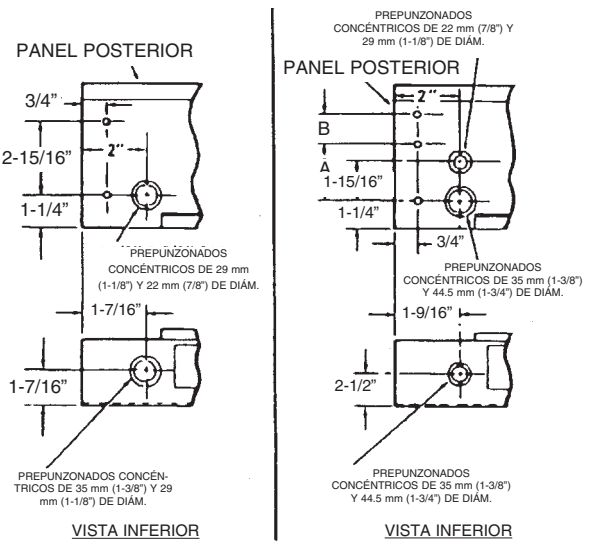 PANEL POSTERIOR
3/4”
2"
2-15/16”
1-1/4”
PREPUNZONADOS
CONCÉNTRICOS DE 29 mm
(1-1/8”) Y 22 mm (7/8”) DE DIÁM.
1-7/16”
1-7/16”
PREPUNZONADOS CONCÉN-
TRICOS DE 35 mm (1-3/8”) Y 29
mm (1-1/8”) DE DIÁM.
VISTA INFERIOR
PREPUNZONADOS
CONCÉNTRICOS DE 22 mm (7/8”) Y
29 mm (1-1/8”) DE DIÁM.
PANEL POSTERIOR
2"
B
A
1-15/16”
1-1/4”
3/4”
PREPUNZONADOS
CONCÉNTRICOS DE 35 mm (1-3/8”)
Y 44.5 mm (1-3/4”) DE DIÁM.
1-9/16”
2-1/2”
PREPUNZONADOS
CONCÉNTRICOS DE 35 mm (1-3/8”)
Y 44.5 mm (1-3/4”) DE DIÁM.
VISTA INFERIOR